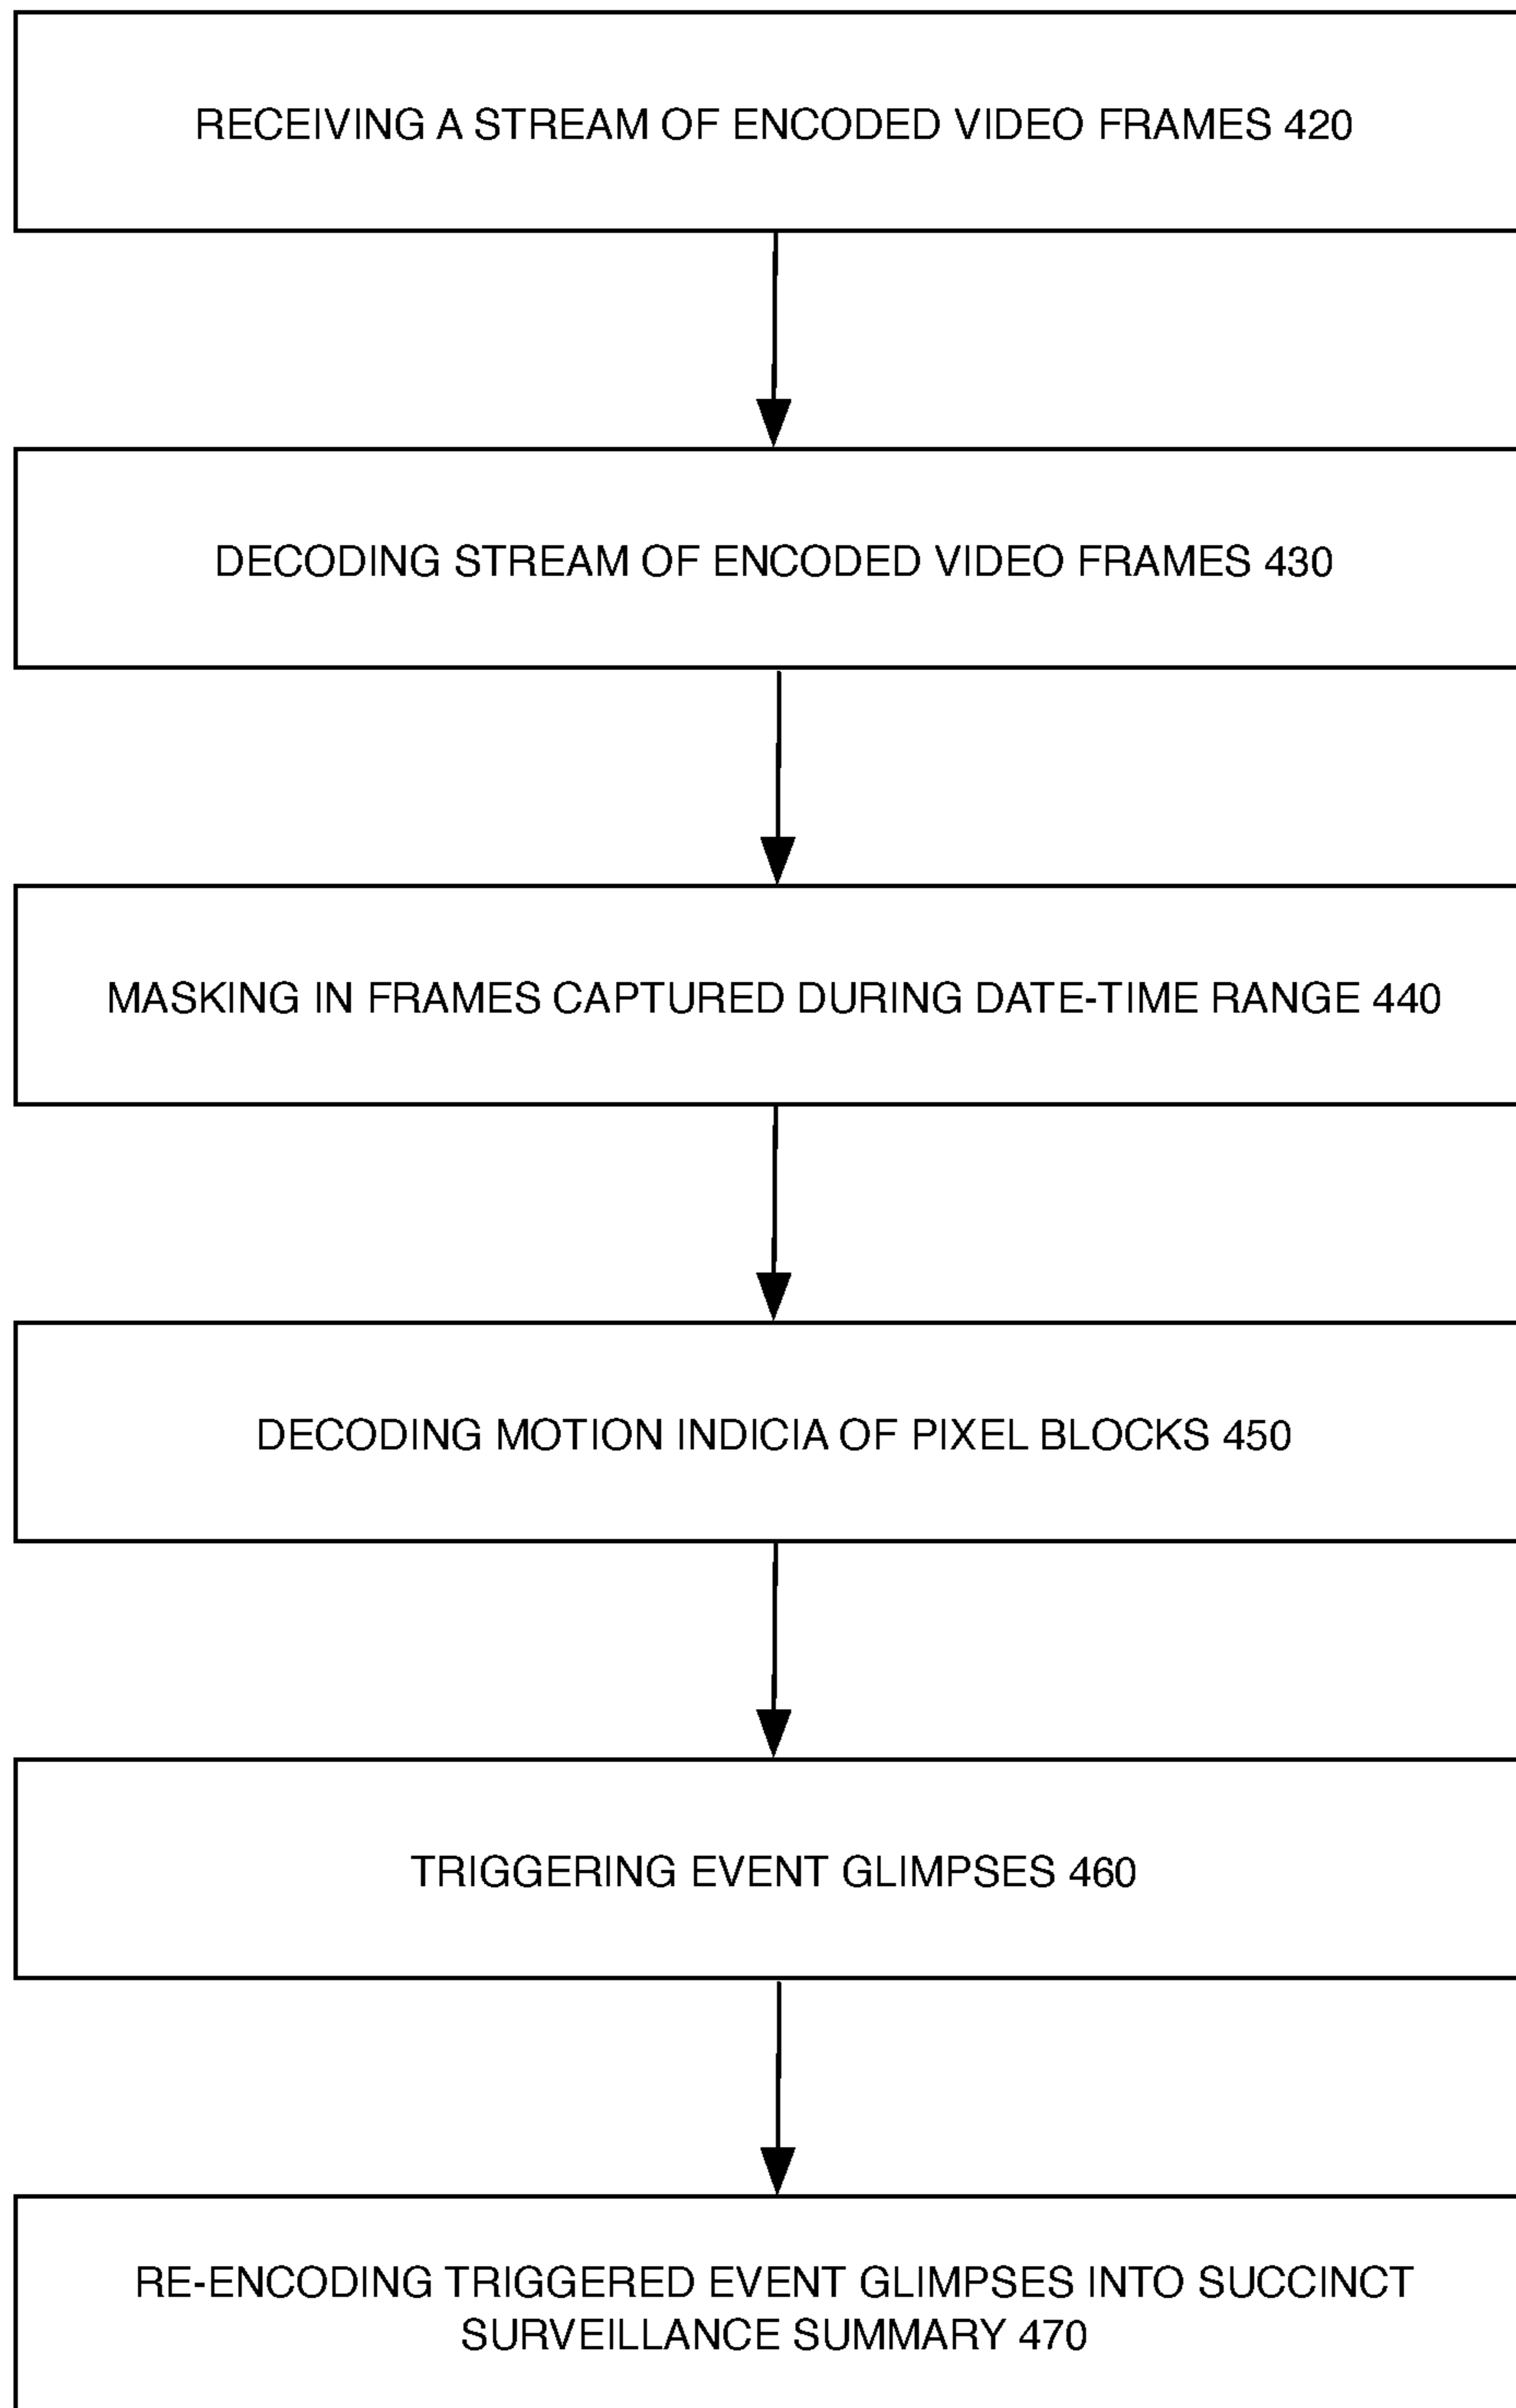 RECEIVING A STREAM OF ENCODED VIDEO FRAMES 420
DECODING STREAM OF ENCODED VIDEO FRAMES 430
MASKING IN FRAMES CAPTURED DURING DATE-TIME RANGE 440
DECODING MOTION INDICIA OF PIXEL BLOCKS 450
TRIGGERING EVENT GLIMPSES 460
RE-ENCODING TRIGGERED EVENT GLIMPSES INTO SUCCINCT
SURVEILLANCE SUMMARY 470